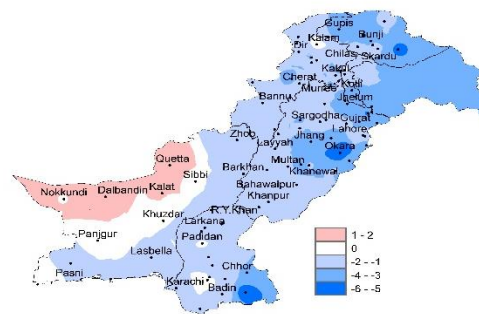 Gupis
Kalam
Bunji
Dir
Chilas
Skardu
Kakul
Cherat
Murree
Kotli
Bannu
Jhelum
Sargodha
Gujrat
Zhob
Layyah
Jhang
Lahore
Okara
Quetta
Sibbi
Barkhan
Multan
Khanewal
Nokkundi
Dalbandin
Kalat
Bahawalpur
Khanpur
Khuzdar
R.Y.Khan
Larkana
Panjgur
Padidan
Lasbella
Pasni
Chhor
Karachi
Badin
1 - 2
0
-2 - -1
-4 - -3
-6 - -5